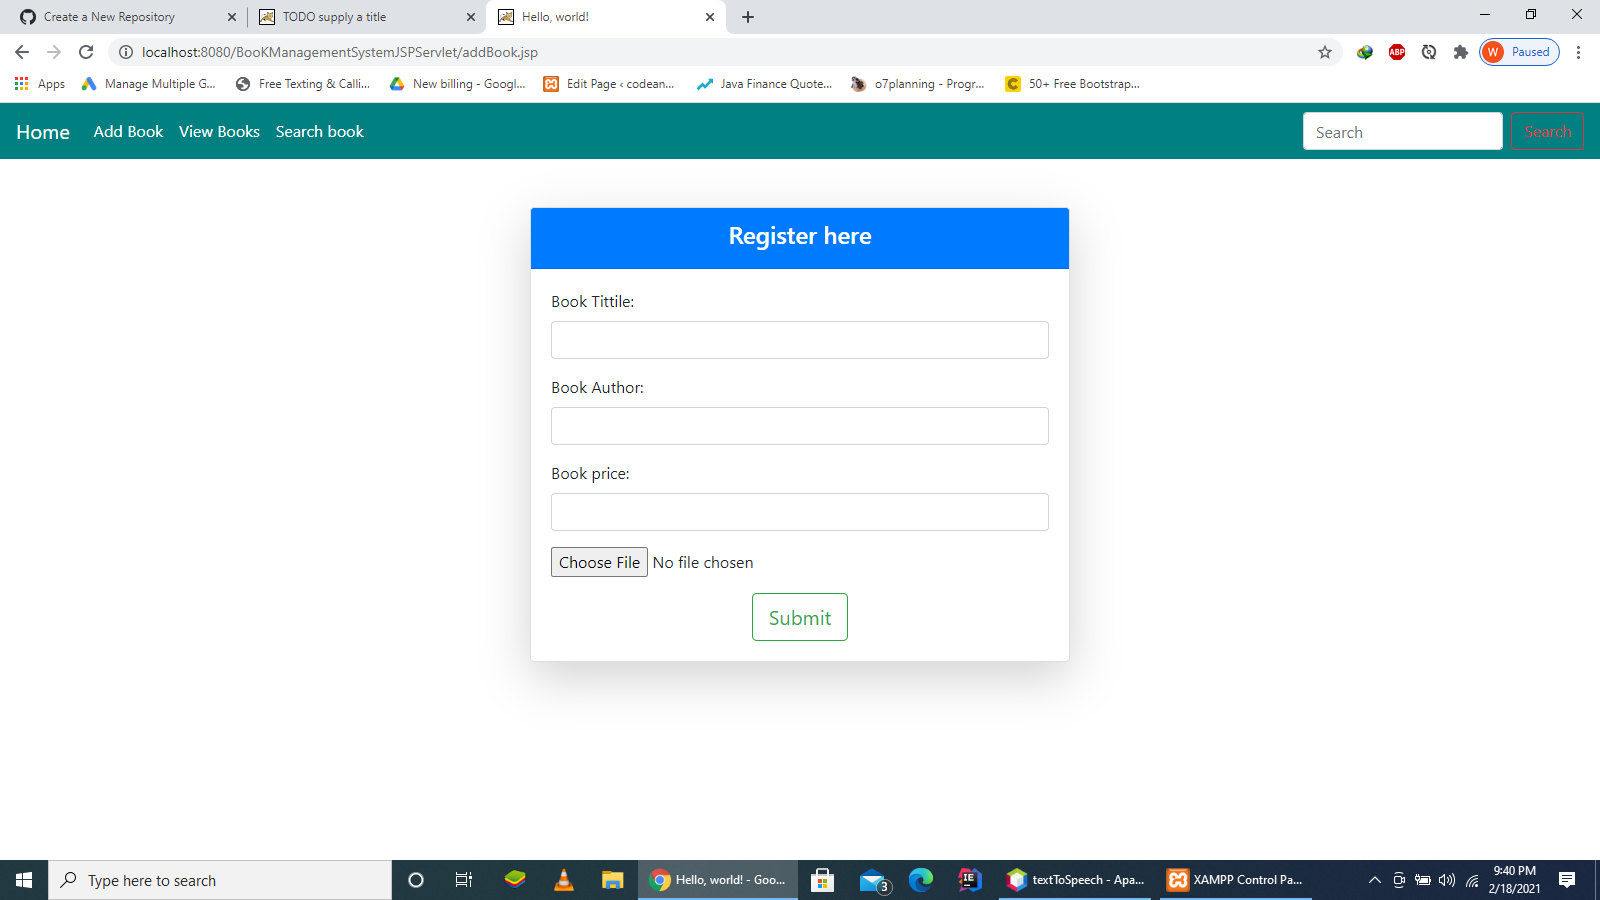 Create a New Repository
TODO supply a title
Hello, world!
localhost:8080/BooKManagementSystemJSPServlet/addBook.jsp
ABP
W Paused
Apps
Manage Multiple G...
Free Texting & Calli...
New billing - Googl...
Edit Page ‹ codean...
Java Finance Quote...
o7planning - Progr...
50+ Free Bootstrap...
Home
Add Book
View Books
Search book
Search
Search
Register here
Book Tittile:
Book Author:
Book price:
Choose File No file chosen
Submit
Type here to search
Hello, world! - Goo...
3
IE
textToSpeech - Apa...
XAMPP Control Pa...
9:40 PM
2/18/2021